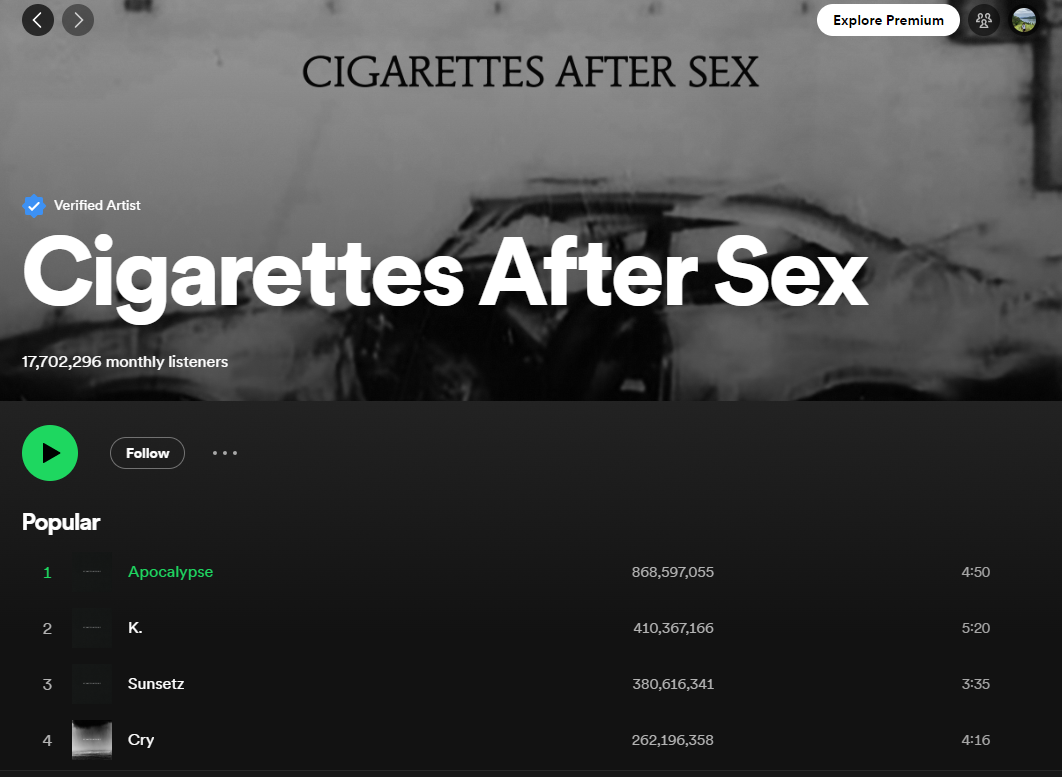 Explore Premium
CIGARETTES AFTER SEX
Verified Artist
Cigarettes After Sex
17,702,296 monthly listeners
Follow
Popular
1 Apocalypse 868,597,055 4:50
2 K. 410,367,166 5:20
3 Sunsetz 380,616,341 3:35
4 Cry 262,196,358 4:16